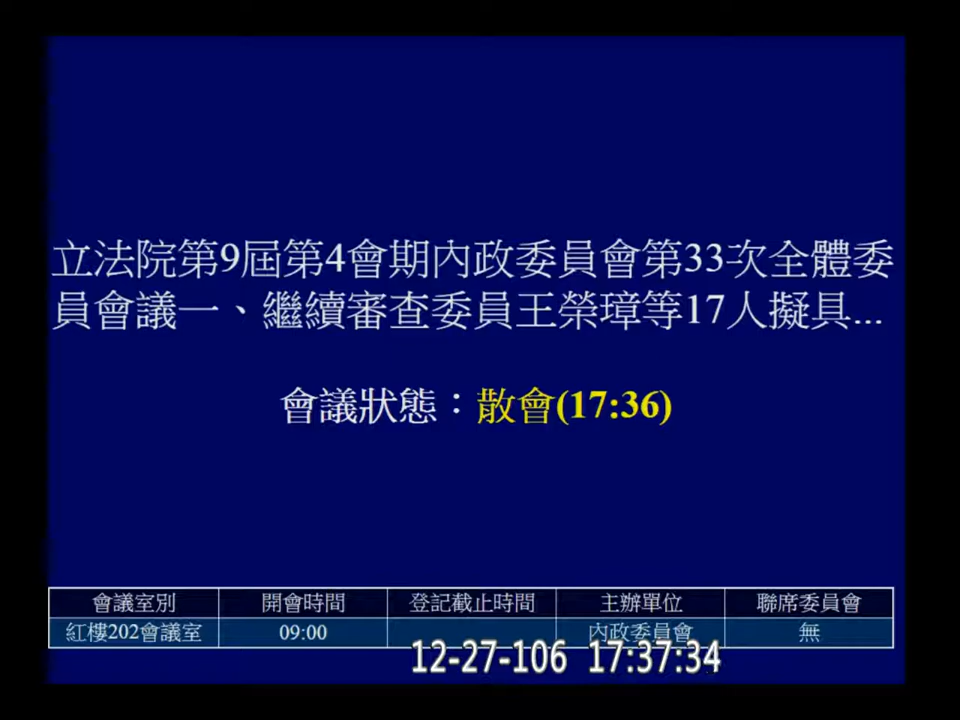 立法院第9屆第4會期內政委員會第33次全體委
員會議一、繼續審查委員王榮璋等17人擬具...
會議狀態：散會(17:36)
會議室別 開會時間 登記截止時間 主辦單位 聯席委員會
紅樓202會議室 09:00 內政委員會 無
12-27-106 17:37:34